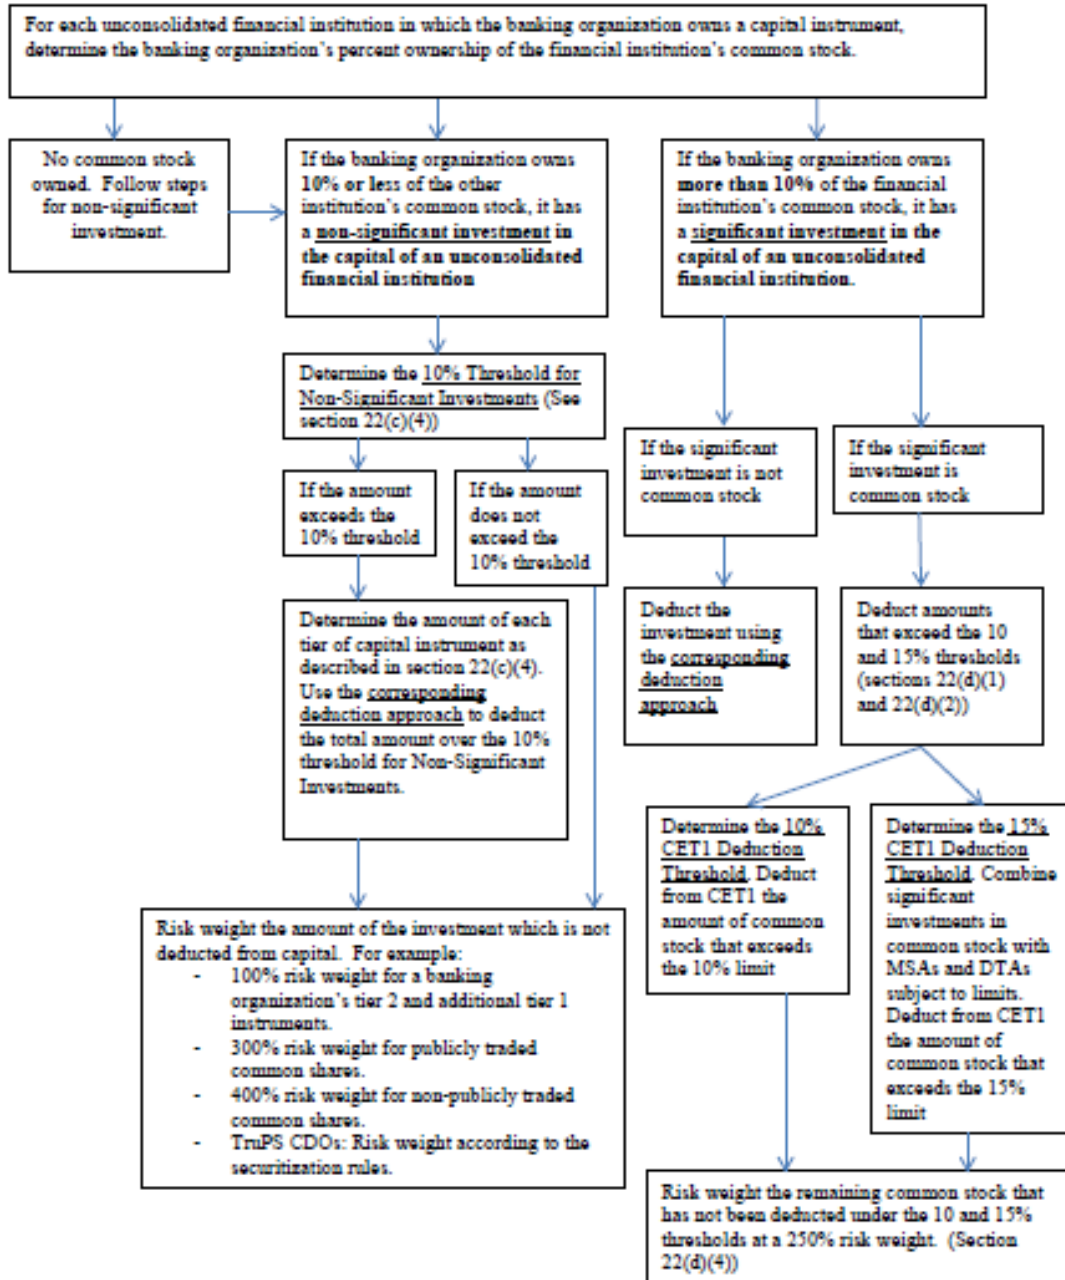 For each unconsolidated financial institution in which the banking organization owns a capital instrument,
determine the banking organization's percent ownership of the financial institution's common stock.
No common stock
owned. Follow steps
for non-significant
investment.
If the banking organization owns
10% or less of the other
institution's common stock, it has
a non-significant investment in
the capital of an unconsolidated
financial institution
If the banking organization owns
more than 10% of the financial
institution's common stock, it has
a significant investment in the
capital of an unconsolidated
financial institution.
Determine the 10% Threshold for
Non-Significant Investments (See
section 22(c)(4))
If the amount
exceeds the
10% threshold
If the amount
does not
exceed the
10% threshold
If the significant
investment is not
common stock
If the significant
investment is
common stock
Determine the amount of each
tier of capital instrument as
described in section 22(c)(4).
Use the corresponding
deduction approach to deduct
the total amount over the 10%
threshold for Non-Significant
Investments.
Deduct the
investment using
the corresponding
deduction
approach
Deduct amounts
that exceed the 10
and 15% thresholds
(sections 22(d)(1)
and 22(d)(2))
Determine the 10%
CET1 Deduction
Threshold. Deduct
from CET1 the
amount of common
stock that exceeds
the 10% limit
Determine the 15%
CET1 Deduction
Threshold. Combine
significant
investments in
common stock with
MSAs and DTAs
subject to limits.
Deduct from CET1
the amount of
common stock that
exceeds the 15%
limit
Risk weight the amount of the investment which is not
deducted from capital. For example:
- 100% risk weight for a banking
organization's tier 2 and additional tier 1
instruments.
- 300% risk weight for publicly traded
common shares.
- 400% risk weight for non-publicly traded
common shares.
- TruPS CDOs: Risk weight according to the
securitization rules.
Risk weight the remaining common stock that
has not been deducted under the 10 and 15%
thresholds at a 250% risk weight. (Section
22(d)(4))